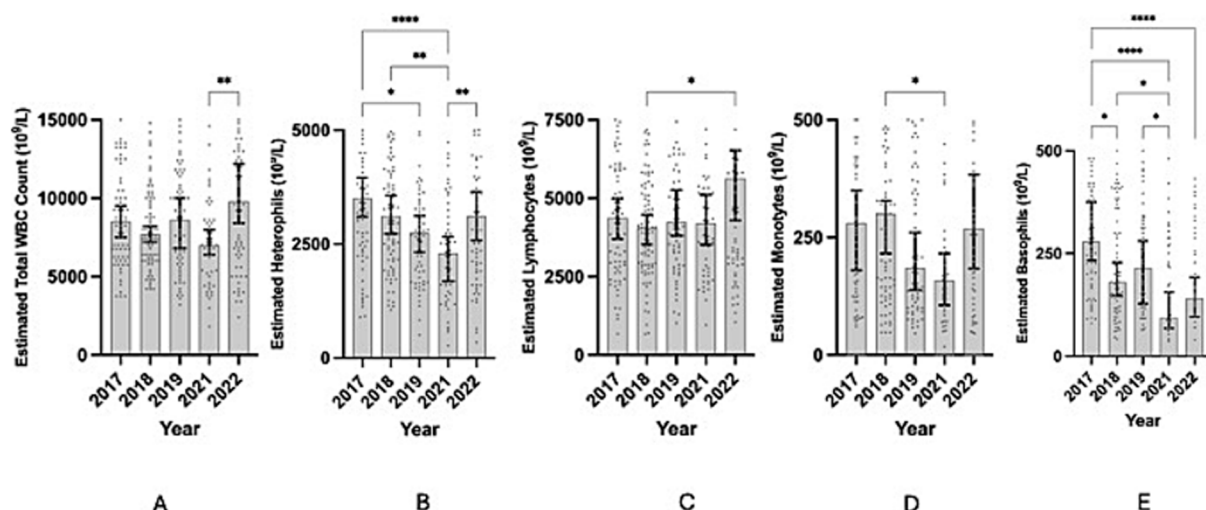 **
Estimated Total WBC Count (10⁹/L)
15000
10000
5000
0
2017 2018 2019 2021 2022
Year
A
****
**
* **
Estimated Heterophils (10⁹/L)
5000
2500
0
2017 2018 2019 2021 2022
Year
B
*
Estimated Lymphocytes (10⁹/L)
7500
5000
2500
0
2017 2018 2019 2021 2022
Year
C
*
Estimated Monolytes (10⁹/L)
500
250
0
2017 2018 2019 2021 2022
Year
D
****
****
*
* *
Estimated Basophils (10⁹/L)
500
250
0
2017 2018 2019 2021 2022
Year
E